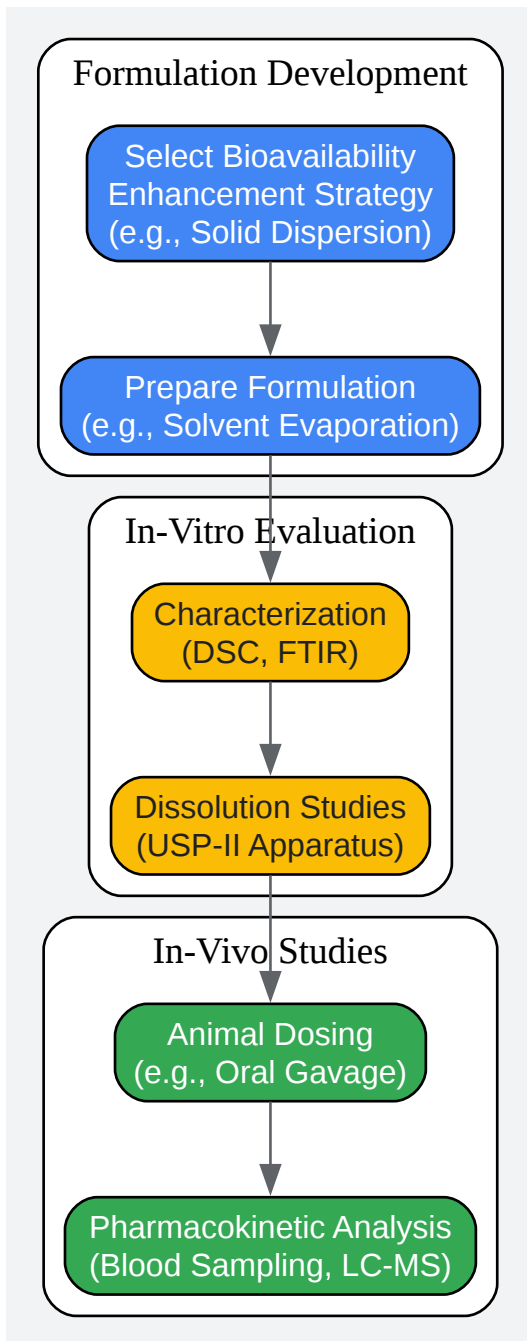 Formulation Development
Select Bioavailability
Enhancement Strategy
(e.g., Solid Dispersion)
Prepare Formulation
(e.g., Solvent Evaporation)
In-Vitro Evaluation
Characterization
(DSC, FTIR)
Dissolution Studies
(USP-II Apparatus)
In-Vivo Studies
Animal Dosing
(e.g., Oral Gavage)
Pharmacokinetic Analysis
(Blood Sampling, LC-MS)